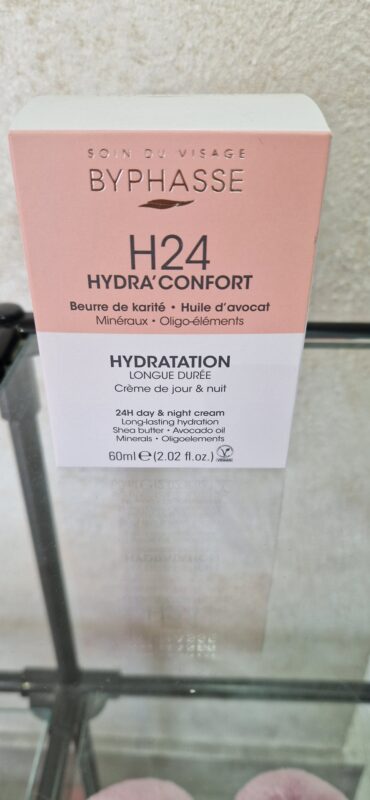 SOIN DU VISAGE
BYPHASSE
H24
HYDRA'CONFORT
Beurre de karité • Huile d'avocat
Minéraux • Oligo-éléments
HYDRATATION
LONGUE DURÉE
Crème de jour & nuit
24H day & night cream
Long-lasting hydration
Shea butter • Avocado oil
Minerals • Oligoelements
60ml ℮ (2.02 fl.oz.)